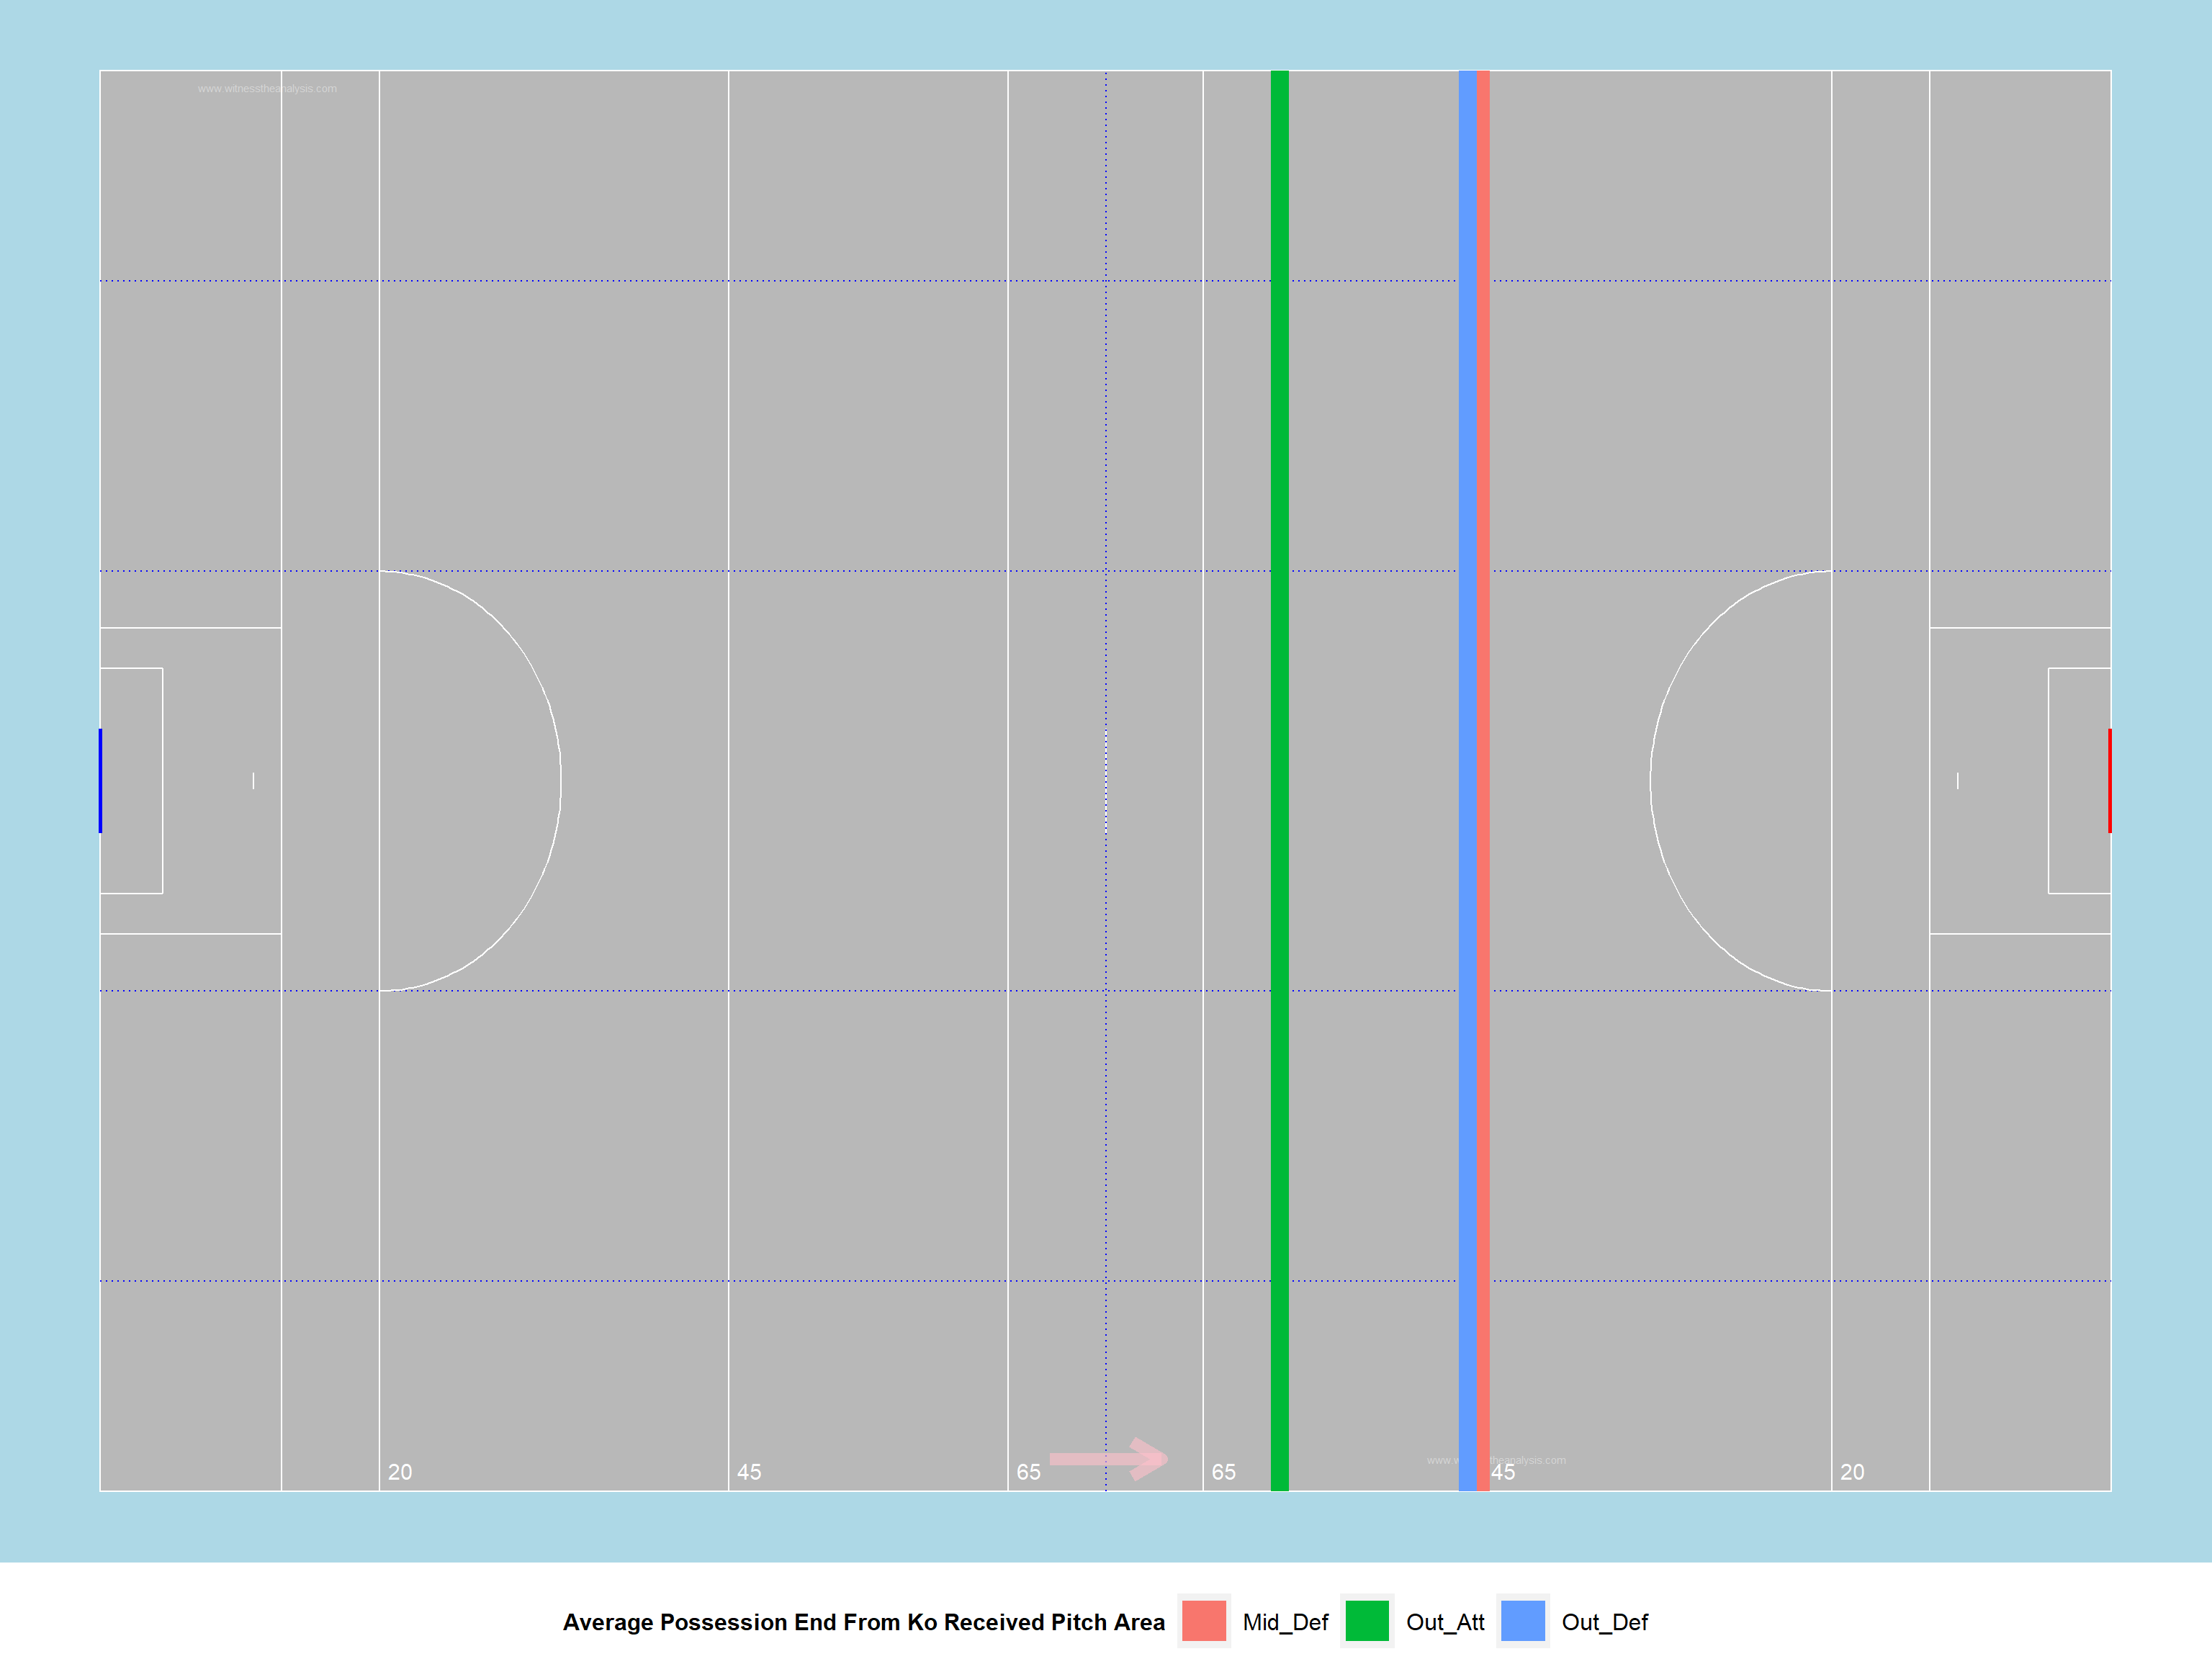 www.witnesstheanalysis.com
20
45
65
65
45
20
Average Possession End From Ko Received Pitch Area
Mid_Def
Out_Att
Out_Def